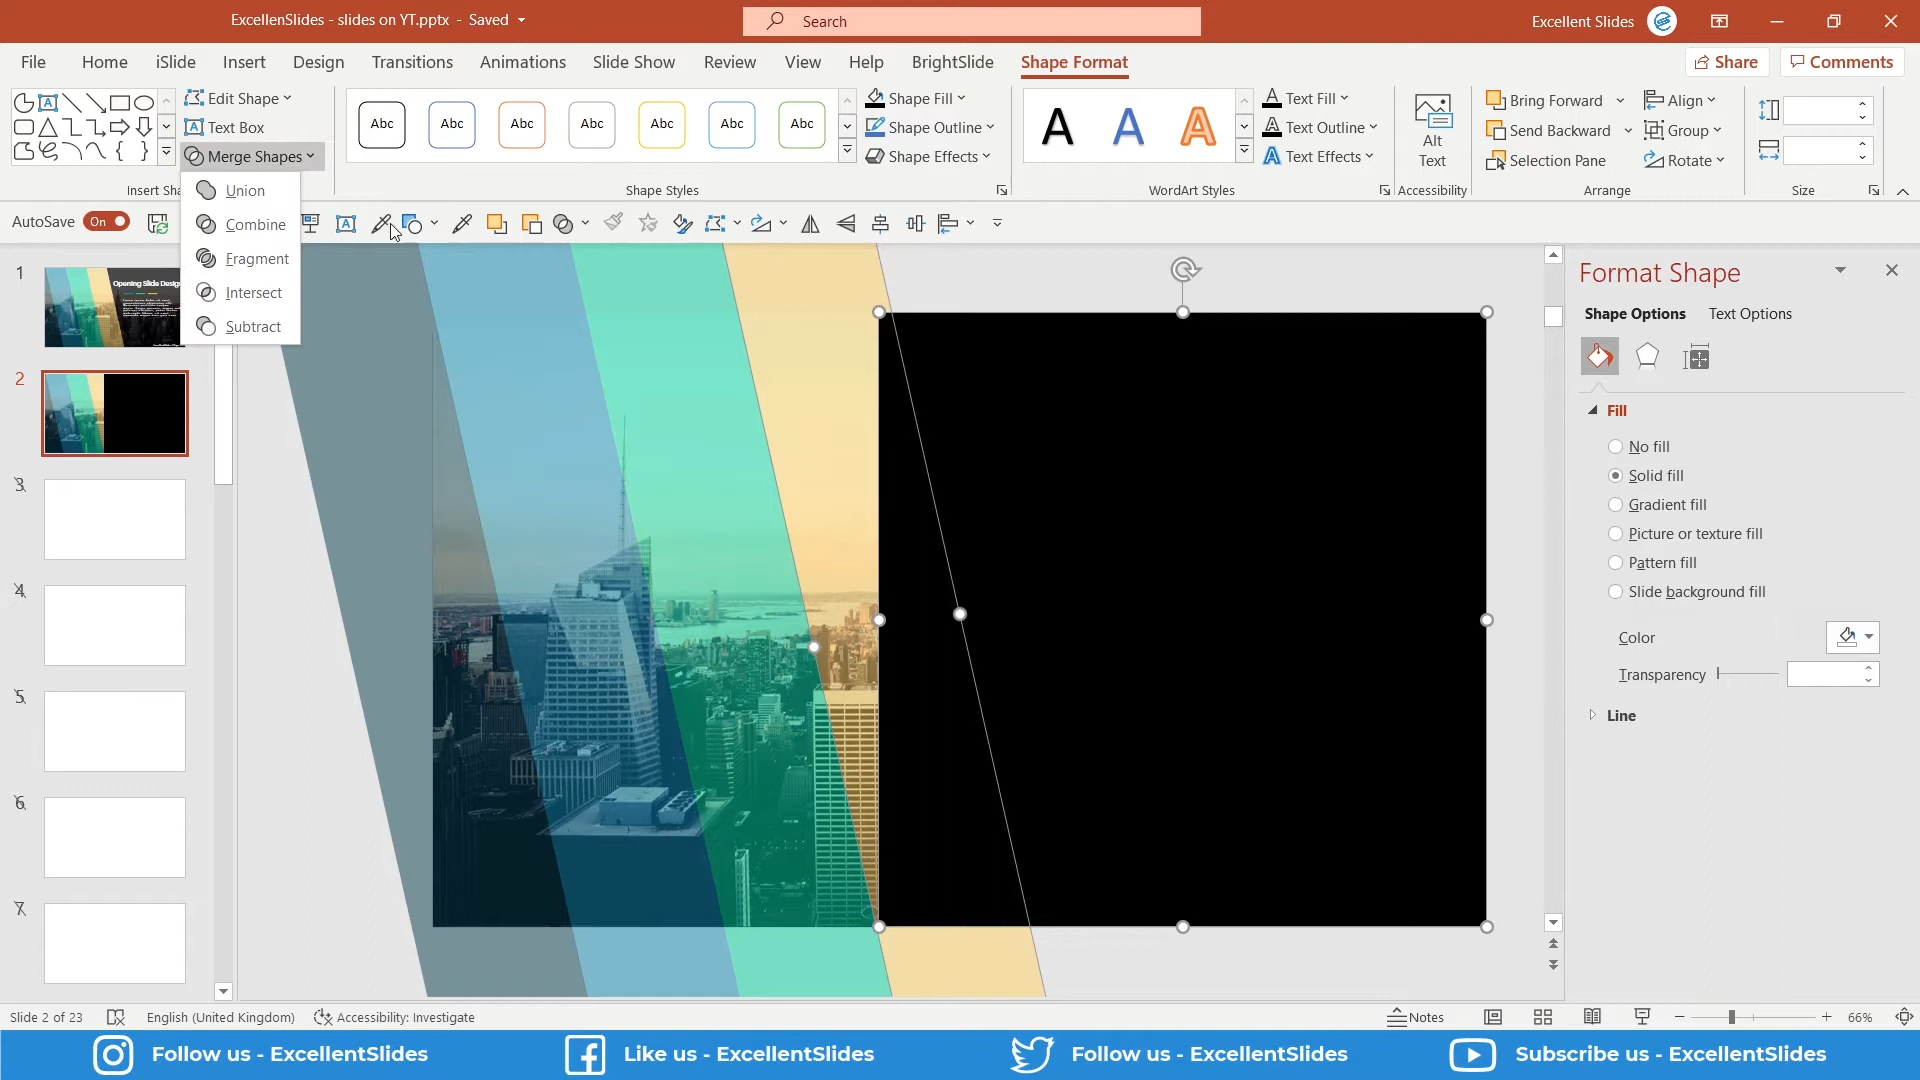 ExcellenSlides - slides on YT.pptx - Saved
Search
Excellent Slides
File Home iSlide Insert Design Transitions Animations Slide Show Review View Help BrightSlide Shape Format Share Comments
Edit Shape
Text Box
Merge Shapes
Insert Sha
Abc Abc Abc Abc Abc Abc Abc
Shape Fill
Shape Outline
Shape Effects
Shape Styles
A A A
Text Fill
Text Outline
Text Effects
WordArt Styles
Alt
Text
Accessibility
Bring Forward
Send Backward
Selection Pane
Align
Group
Rotate
Arrange
Size
Union
Combine
Fragment
Intersect
Subtract
AutoSave On
1
Opening Slide Design
2
3
4
5
6
7
Format Shape
Shape Options Text Options
Fill
No fill
Solid fill
Gradient fill
Picture or texture fill
Pattern fill
Slide background fill
Color
Transparency
Line
Slide 2 of 23 English (United Kingdom) Accessibility: Investigate Notes 66%
Follow us - ExcellentSlides Like us - ExcellentSlides Follow us - ExcellentSlides Subscribe us - ExcellentSlides